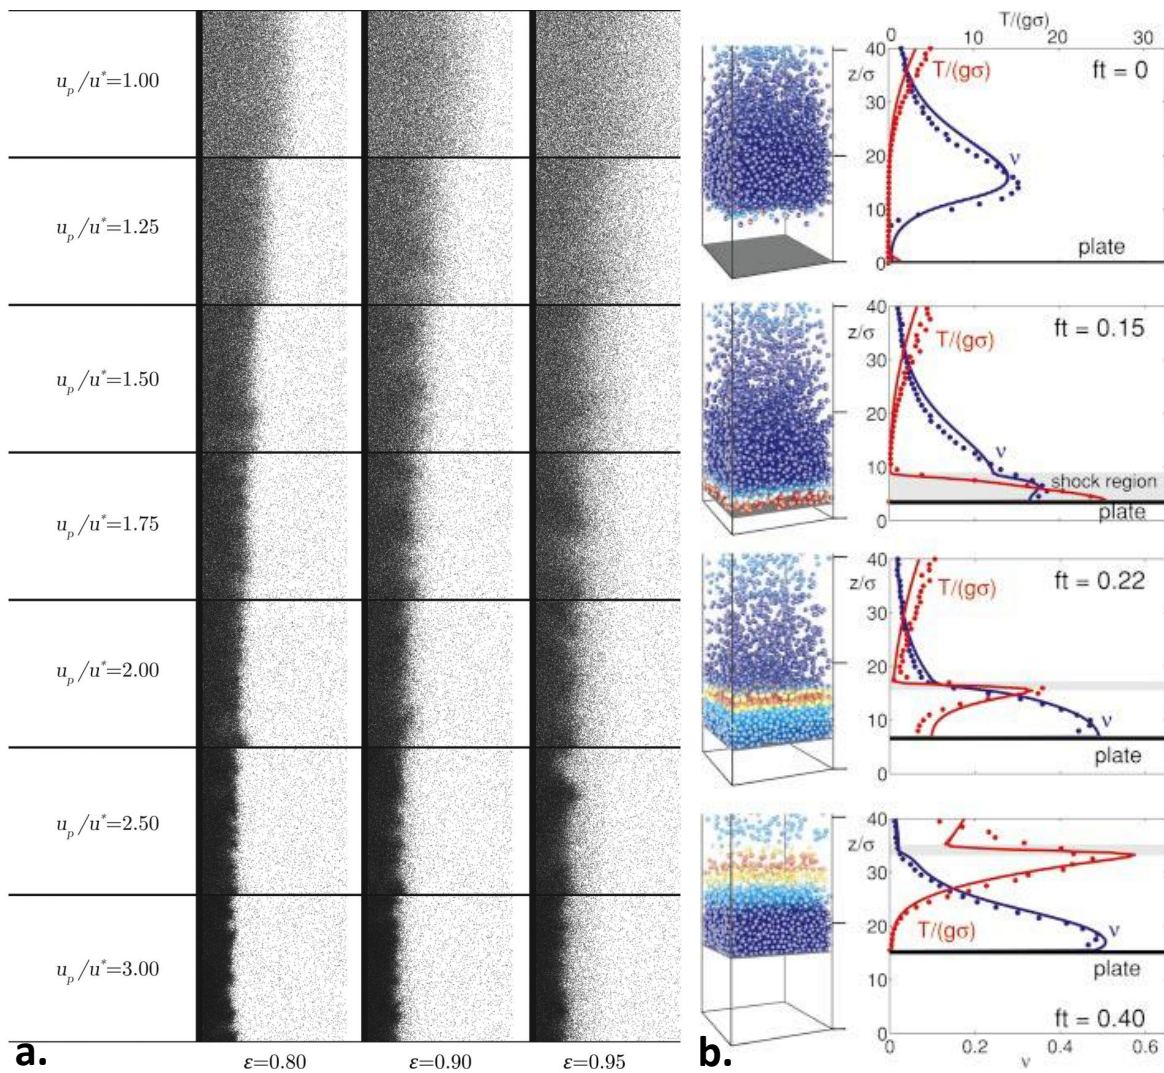 u_p/u*=1.00
u_p/u*=1.25
u_p/u*=1.50
u_p/u*=1.75
u_p/u*=2.00
u_p/u*=2.50
u_p/u*=3.00
a.
ε=0.80 ε=0.90 ε=0.95
T/(gσ)
0 10 20 30
z/σ
40
30
20
10
0
T/(gσ)
ft = 0
ν
plate
z/σ
40
30
20
10
0
T/(gσ)
ft = 0.15
ν
shock region
plate
z/σ
40
30
20
10
0
T/(gσ)
ft = 0.22
ν
plate
z/σ
40
30
20
10
0
T/(gσ)
ν
plate
ft = 0.40
0 0.2 0.4 0.6
ν
b.